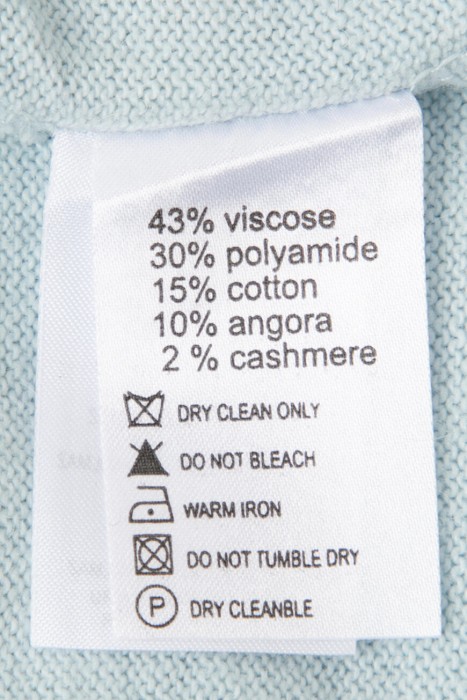 43% viscose
30% polyamide
15% cotton
10% angora
2 % cashmere
DRY CLEAN ONLY
DO NOT BLEACH
WARM IRON
DO NOT TUMBLE DRY
P DRY CLEANBLE